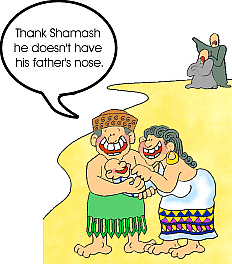 Thank Shamash
he doesn't have
his father's nose.